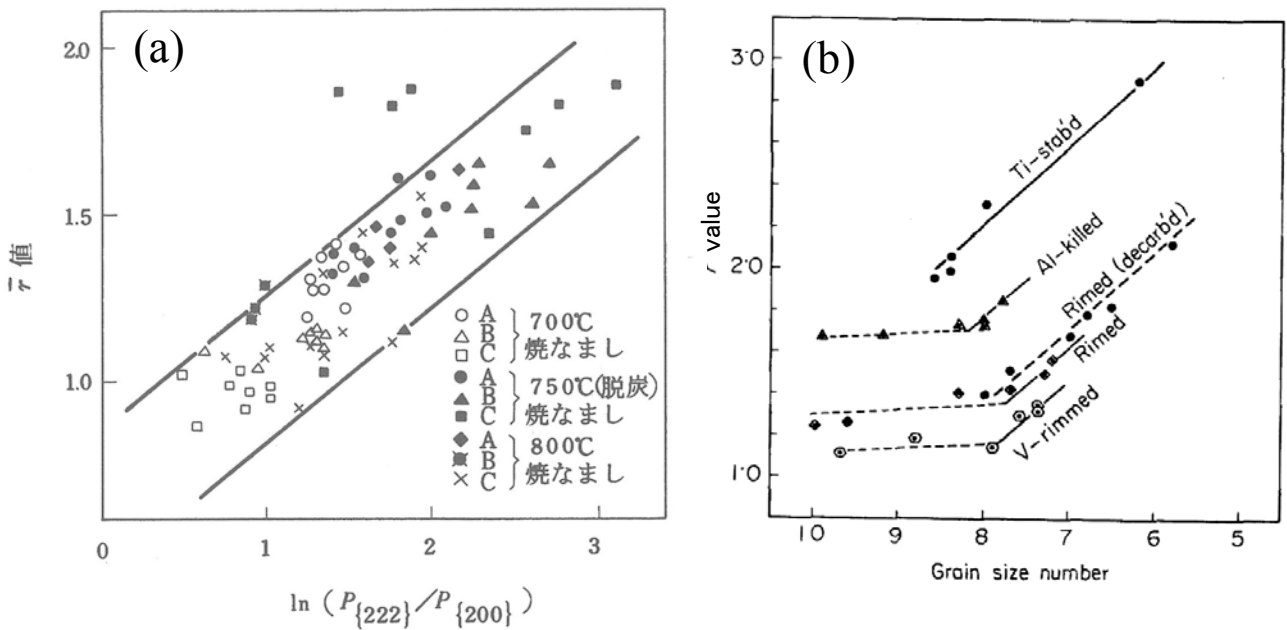 (a)
2.0
1.5
1.0
r̄ 値
0
1
2
3
ln ( P{222}/P{200})
A
B
C
700℃
焼なまし
A
B
C
750℃(脱炭)
焼なまし
A
B
C
800℃
焼なまし
(b)
3·0
2·0
1·0
value
10
9
8
7
6
5
Grain size number
Ti-stab'd
Al-killed
Rimed (decarb'd)
Rimed
V-rimmed